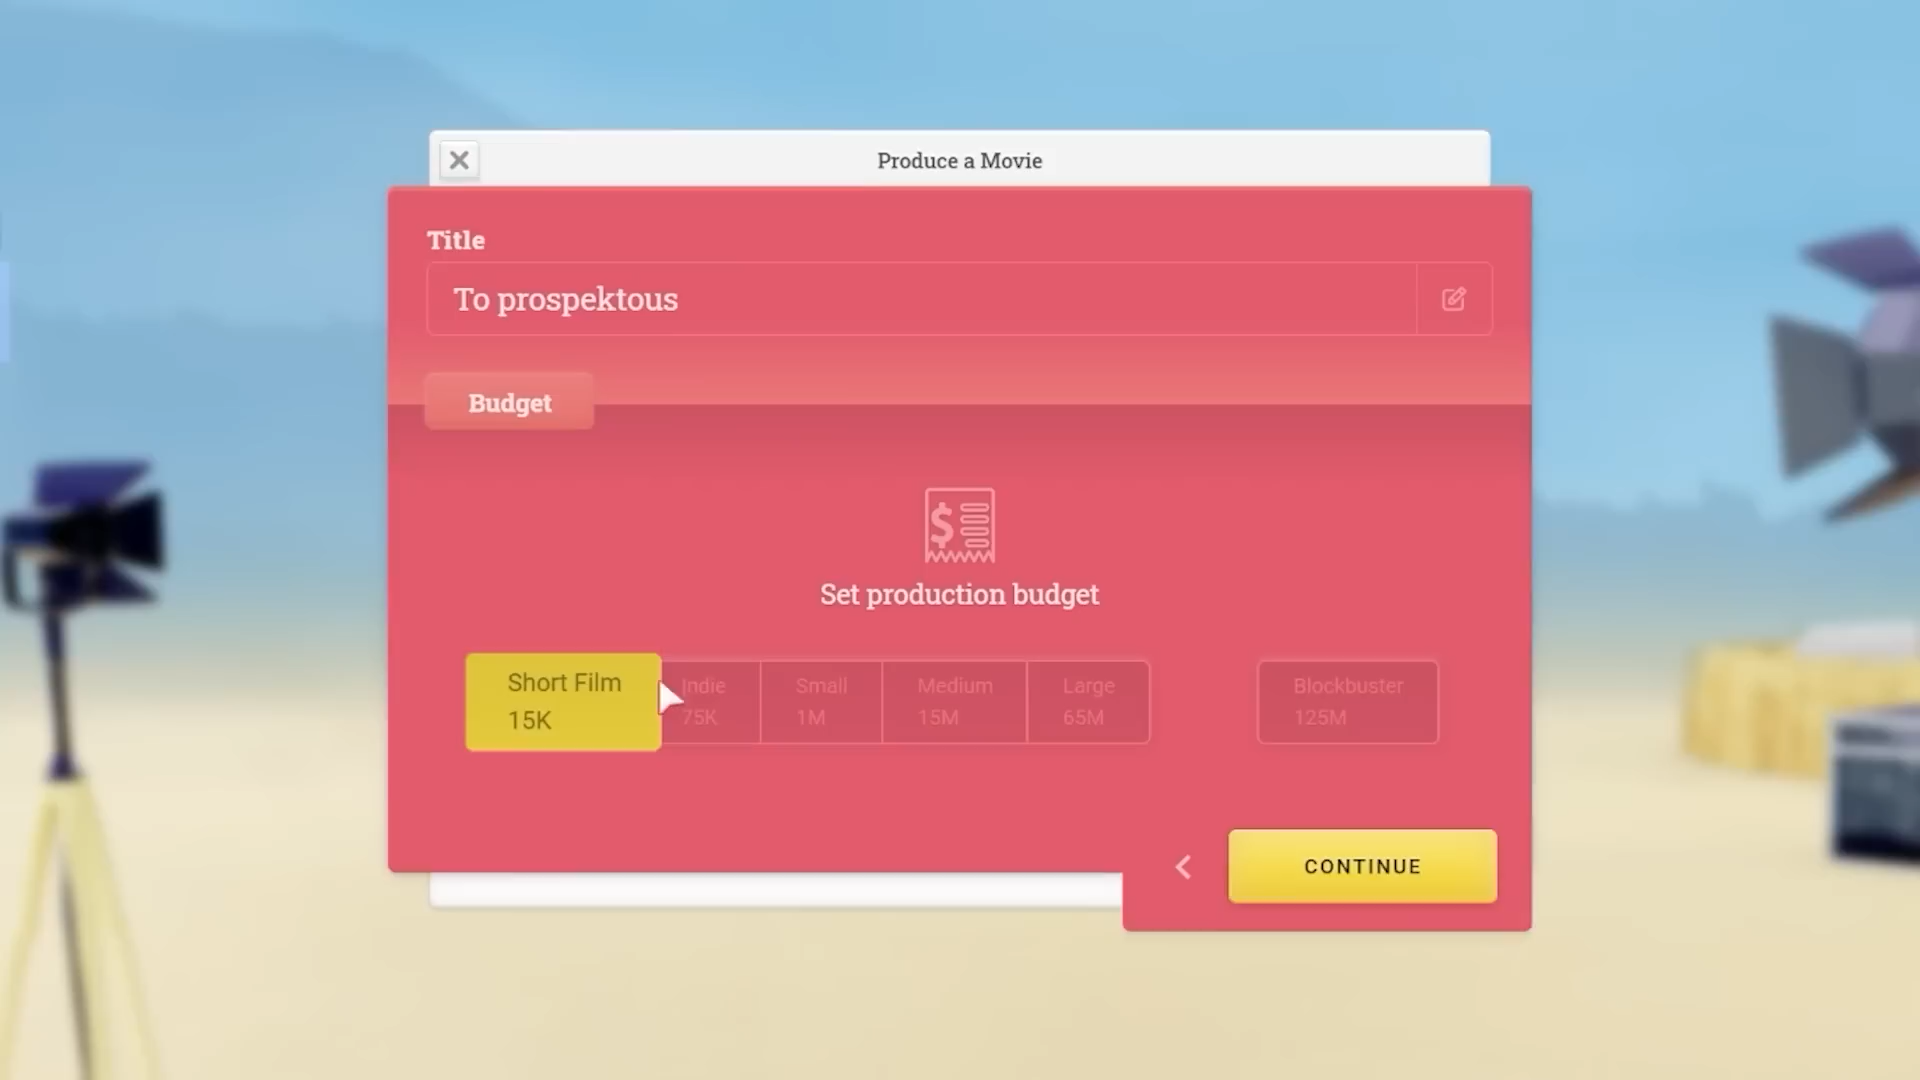 Produce a Movie
Title
To prospektous
Budget
$
Set production budget
Short Film
15K
Indie
75K
Small
1M
Medium
15M
Large
65M
Blockbuster
125M
CONTINUE